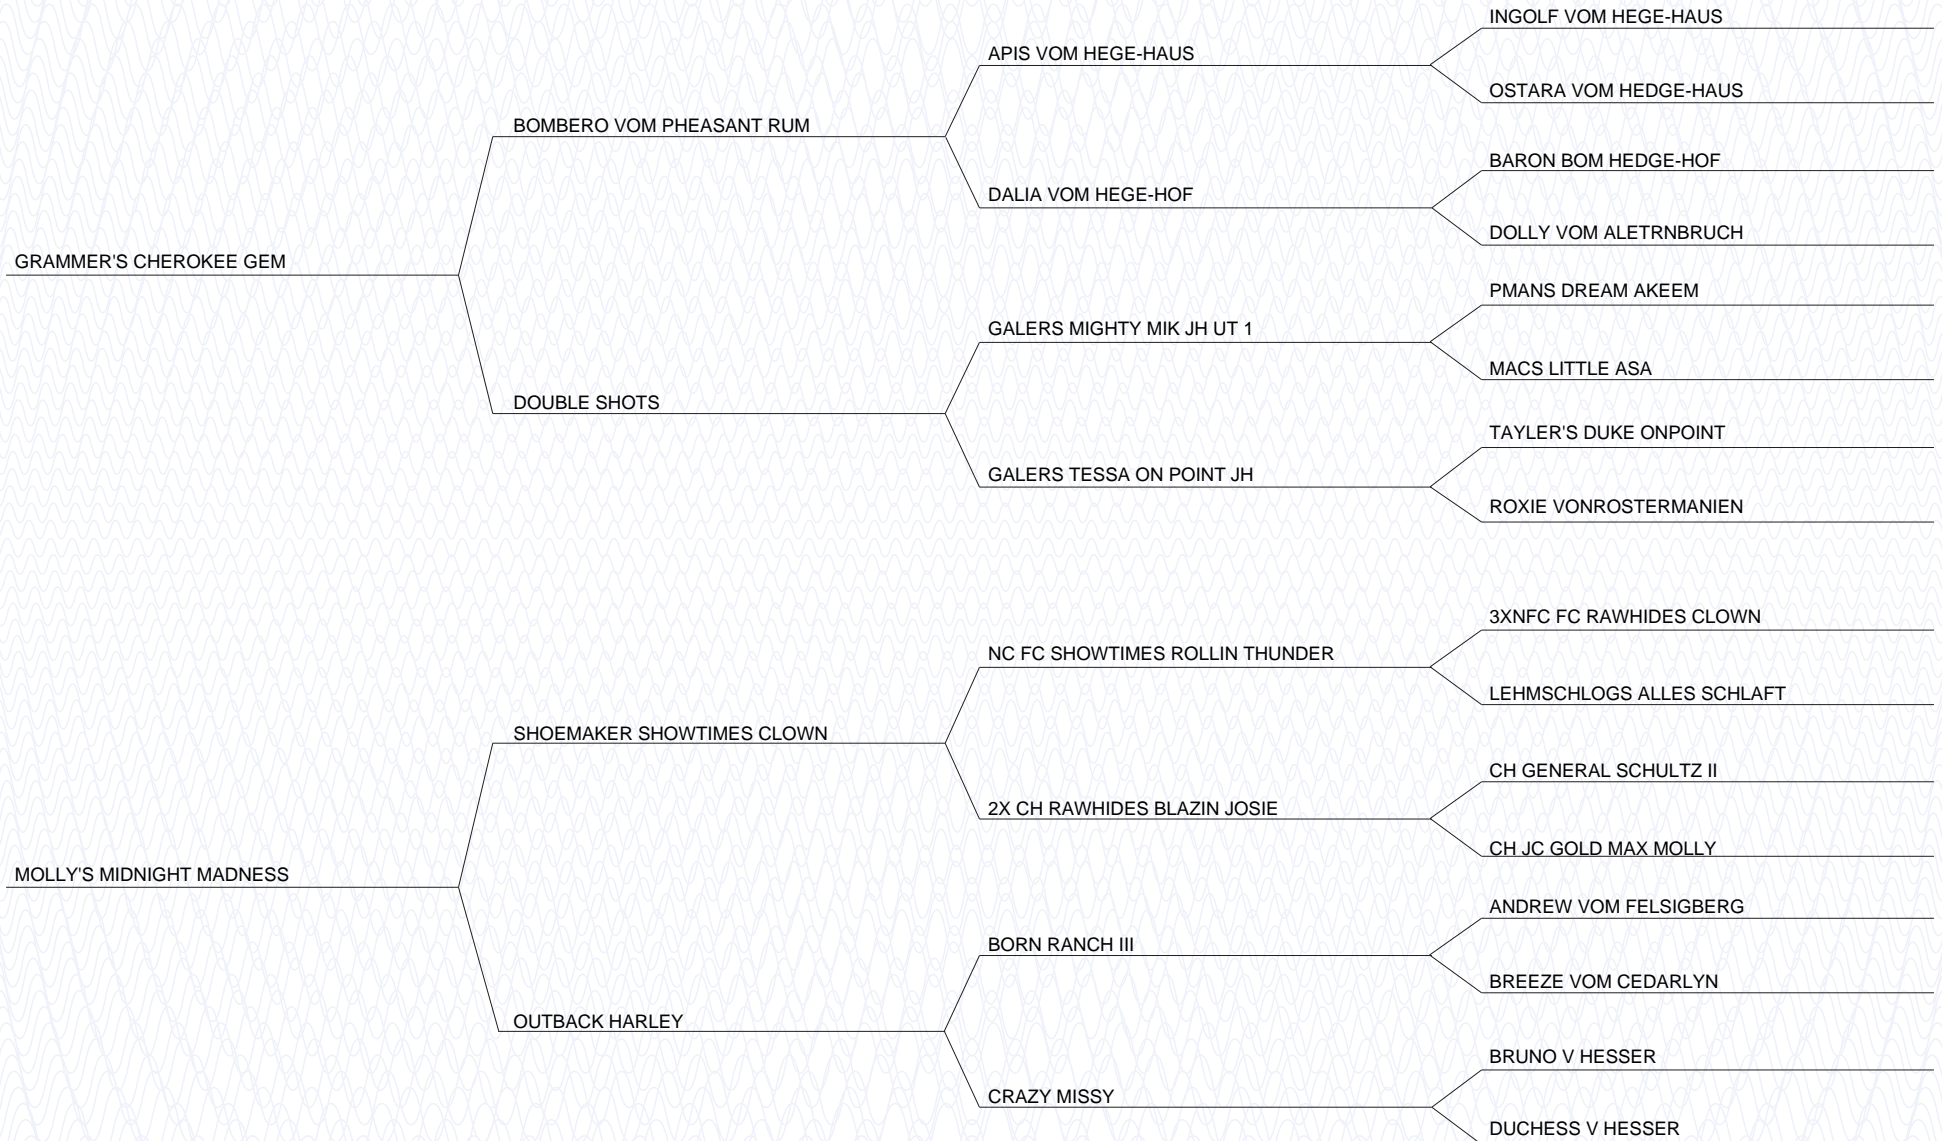 INGOLF VOM HEGE-HAUS
APIS VOM HEGE-HAUS
OSTARA VOM HEDGE-HAUS
BOMBERO VOM PHEASANT RUM
BARON BOM HEDGE-HOF
DALIA VOM HEGE-HOF
DOLLY VOM ALETRNBRUCH
GRAMMER'S CHEROKEE GEM
PMANS DREAM AKEEM
GALERS MIGHTY MIK JH UT 1
MACS LITTLE ASA
DOUBLE SHOTS
TAYLER'S DUKE ONPOINT
GALERS TESSA ON POINT JH
ROXIE VONROSTERMANIEN
3XNFC FC RAWHIDES CLOWN
NC FC SHOWTIMES ROLLIN THUNDER
LEHMSCHLOGS ALLES SCHLAFT
SHOEMAKER SHOWTIMES CLOWN
CH GENERAL SCHULTZ II
2X CH RAWHIDES BLAZIN JOSIE
CH JC GOLD MAX MOLLY
MOLLY'S MIDNIGHT MADNESS
ANDREW VOM FELSIGBERG
BORN RANCH III
BREEZE VOM CEDARLYN
OUTBACK HARLEY
BRUNO V HESSER
CRAZY MISSY
DUCHESS V HESSER